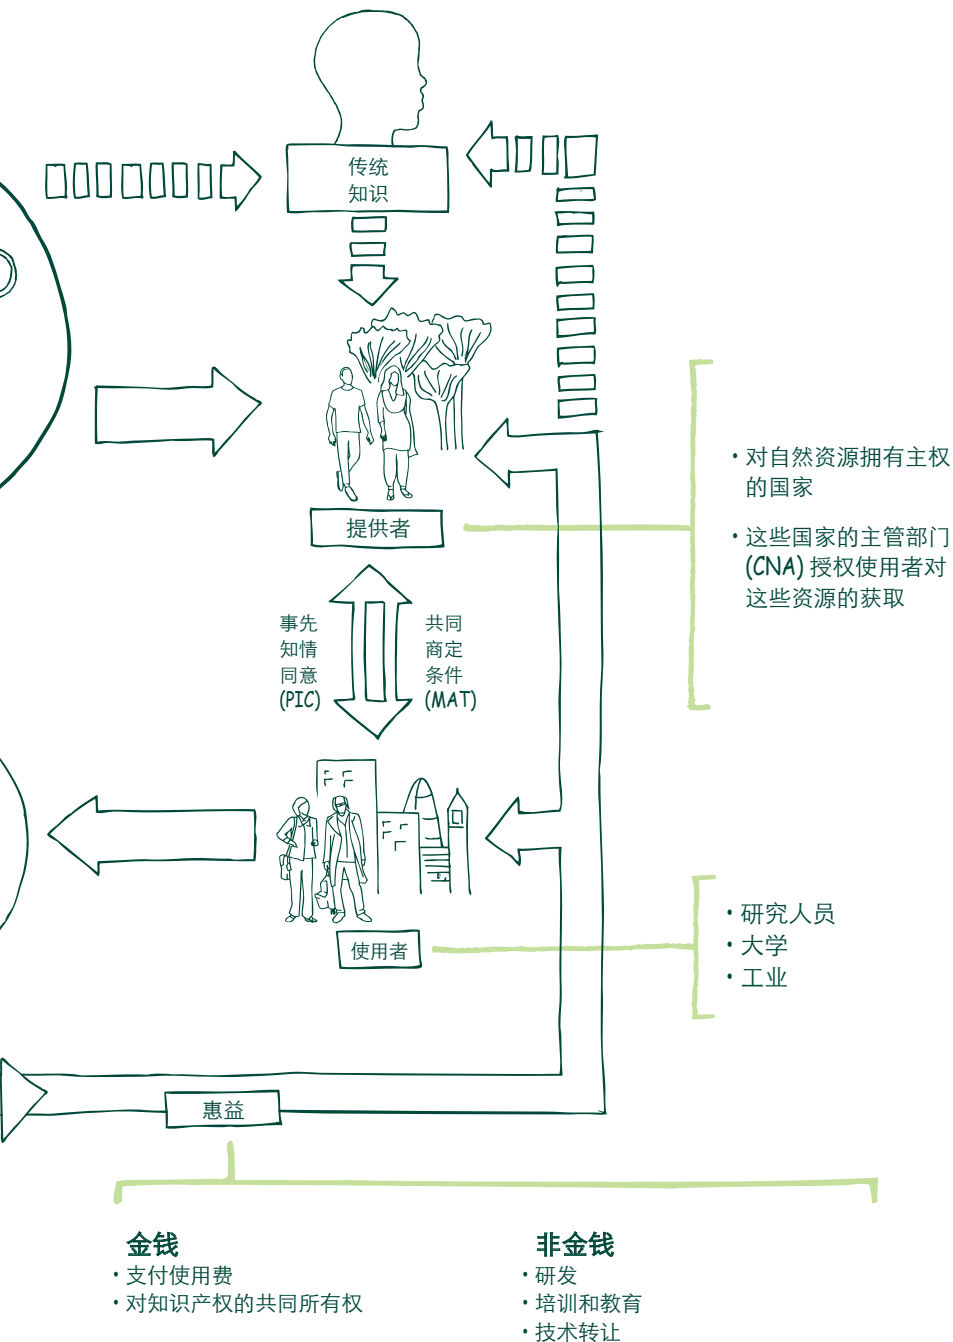 传统
知识
• 对自然资源拥有主权
的国家
• 这些国家的主管部门
(CNA) 授权使用者对
这些资源的获取
提供者
事先
知情
同意
(PIC)
共同
商定
条件
(MAT)
使用者
• 研究人员
• 大学
• 工业
惠益
金钱
• 支付使用费
• 对知识产权的共同所有权
非金钱
• 研发
• 培训和教育
• 技术转让